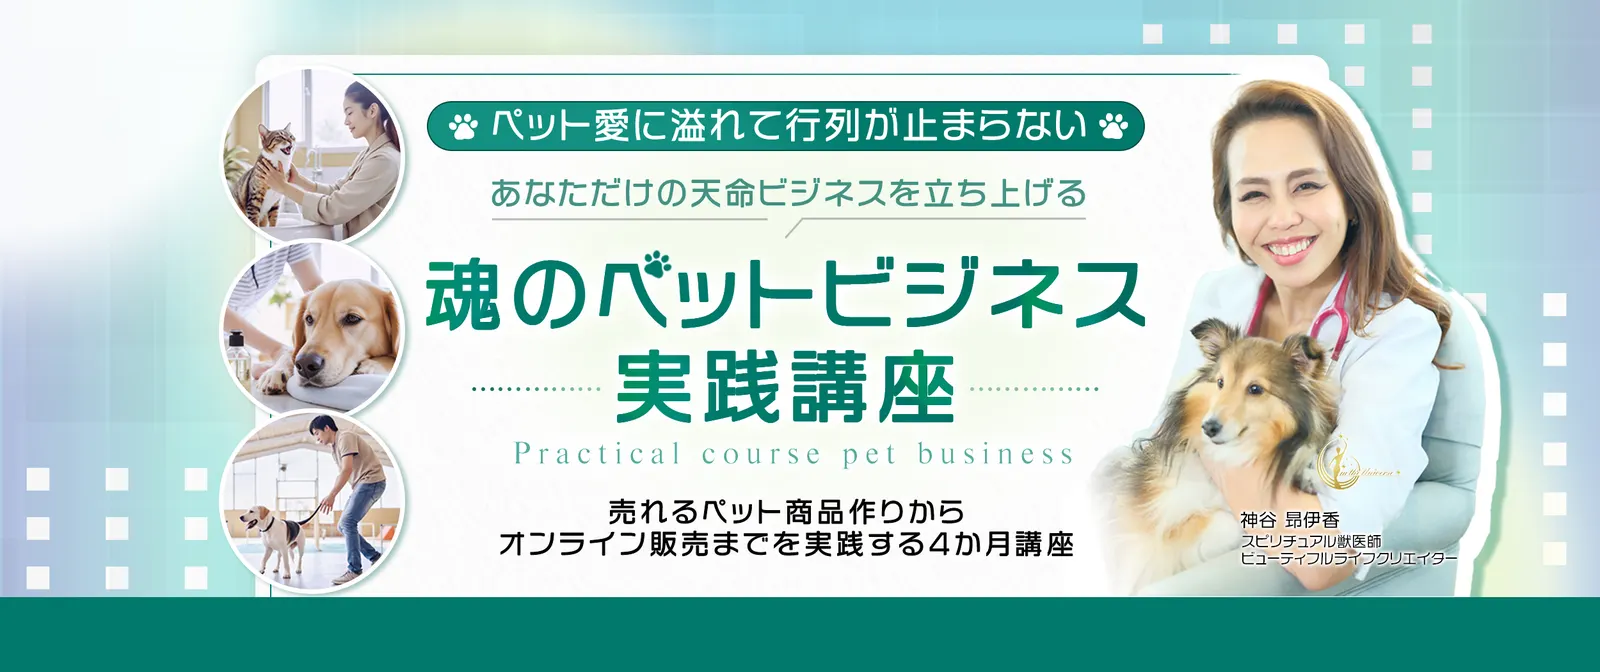 ペット愛に溢れて行列が止まらない
あなただけの天命ビジネスを立ち上げる
魂のペットビジネス
実践講座
Practical course pet business
売れるペット商品作りから
オンライン販売までを実践する4か月講座
神谷 昴伊香
スピリチュアル獣医師
ビューティフルライフクリエイター